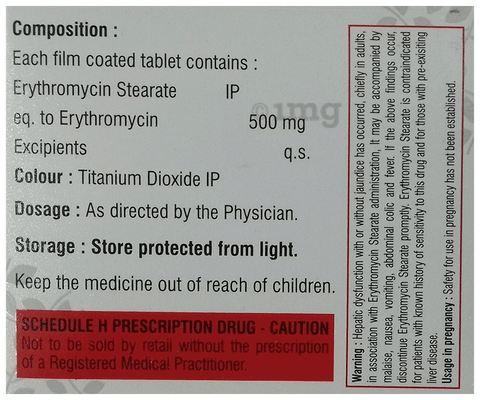 Composition :
Each film coated tablet contains :
Erythromycin Stearate IP
eq. to Erythromycin 500 mg
Excipients q.s.
Colour : Titanium Dioxide IP
Dosage : As directed by the Physician.
Storage : Store protected from light.
Keep the medicine out of reach of children.
SCHEDULE H PRESCRIPTION DRUG - CAUTION
Not to be sold by retail without the prescription
of a Registered Medical Practitioner.
Warning : Hepatic dysfunction with or without jaundice has occurred, chiefly in adults,
in association with Erythromycin Stearate administration, It may be accompanied by
malaise, nausea, vomiting, abdominal colic and fever. If the above findings occur,
discontinue Erythromycin Stearate promptly. Erythromycin Stearate is contraindicated
for patients with known history of sensitivity to this drug and for those with pre-exisiting
liver disease.
Usage in pregnancy : Safety for use in pregnancy has not been established.
1mg